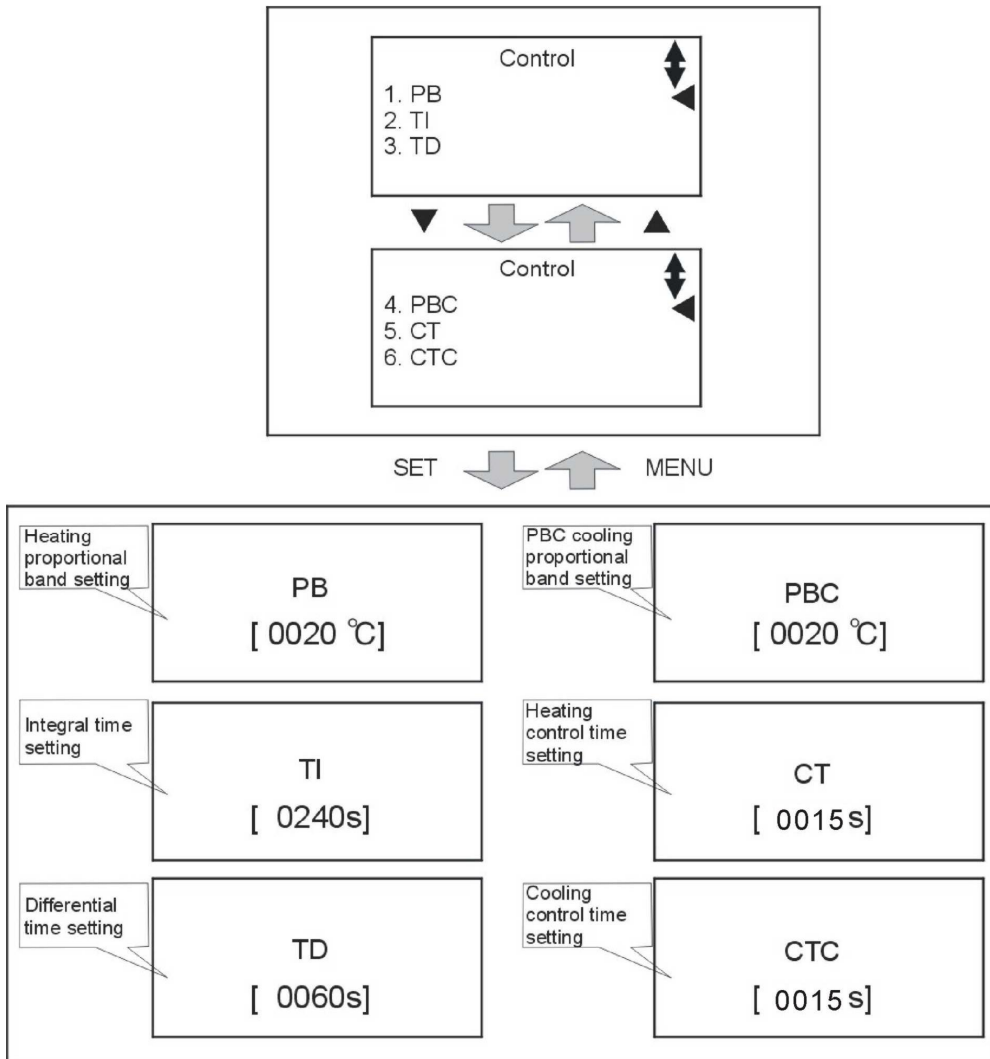 Control
1. PB
2. TI
3. TD
Control
4. PBC
5. CT
6. CTC
SET
MENU
Heating
proportional
band setting
PB
[ 0020 ℃]
PBC cooling
proportional
band setting
PBC
[ 0020 ℃]
Integral time
setting
TI
[ 0240s]
Heating
control time
setting
CT
[ 0015s]
Differential
time setting
TD
[ 0060s]
Cooling
control time
setting
CTC
[ 0015s]